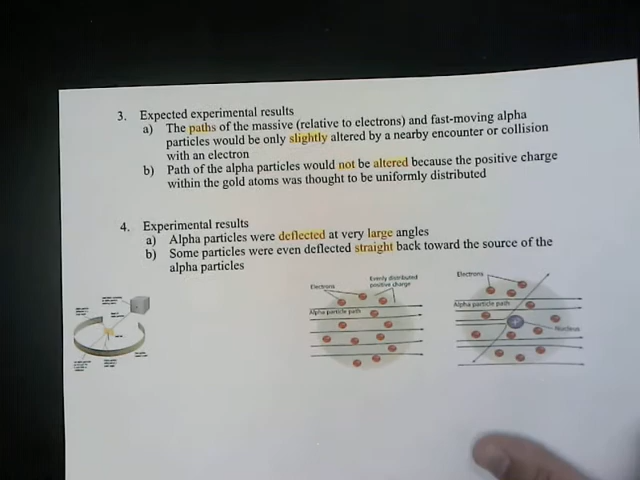 3. Expected experimental results
a) The paths of the massive (relative to electrons) and fast-moving alpha
particles would be only slightly altered by a nearby encounter or collision
with an electron
b) Path of the alpha particles would not be altered because the positive charge
within the gold atoms was thought to be uniformly distributed
4. Experimental results
a) Alpha particles were deflected at very large angles
b) Some particles were even deflected straight back toward the source of the
alpha particles
Electrons
Evenly distributed
positive charge
Alpha particle path
Electrons
Alpha particle path
Nucleus